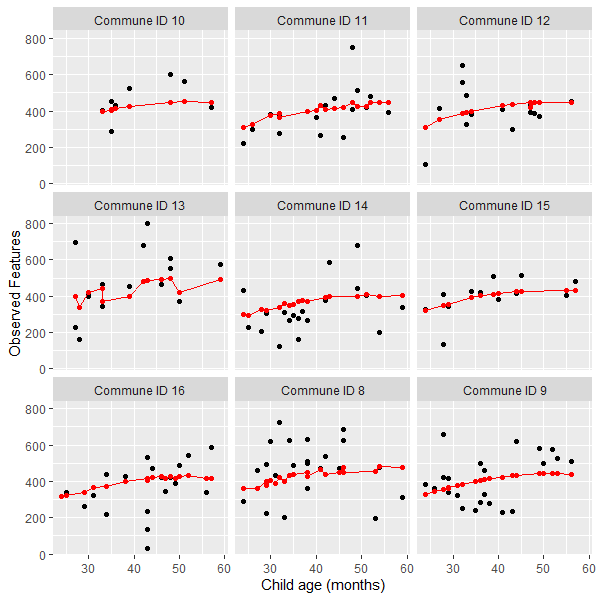 Commune ID 10 Commune ID 11 Commune ID 12
800
600
400
200
0
Commune ID 13 Commune ID 14 Commune ID 15
800
600
400
200
0
Commune ID 16 Commune ID 8 Commune ID 9
800
600
400
200
0
30 40 50 60 30 40 50 60 30 40 50 60
Child age (months)
Observed Features